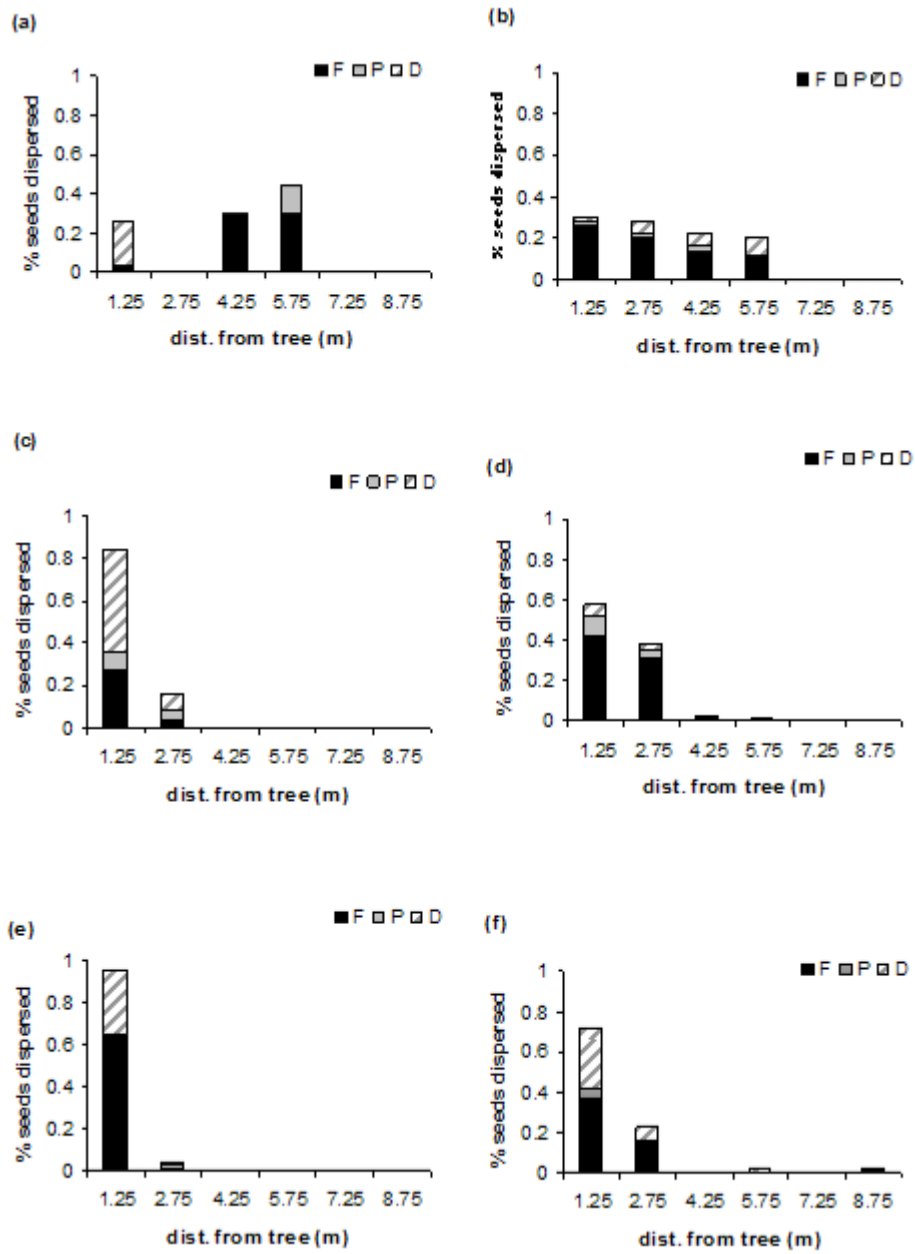 (a)
F P D
% seeds dispersed
1
0.8
0.6
0.4
0.2
0
1.25 2.75 4.25 5.75 7.25 8.75
dist. from tree (m)
(b)
F P D
% seeds dispersed
1
0.8
0.6
0.4
0.2
0
1.25 2.75 4.25 5.75 7.25 8.75
dist. from tree (m)
(c)
F P D
% seeds dispersed
1
0.8
0.6
0.4
0.2
0
1.25 2.75 4.25 5.75 7.25 8.75
dist. from tree (m)
(d)
F P D
% seeds dispersed
1
0.8
0.6
0.4
0.2
0
1.25 2.75 4.25 5.75 7.25 8.75
dist. from tree (m)
(e)
F P D
% seeds dispersed
1
0.8
0.6
0.4
0.2
0
1.25 2.75 4.25 5.75 7.25 8.75
dist. from tree (m)
(f)
F P D
% seeds dispersed
1
0.8
0.6
0.4
0.2
0
1.25 2.75 4.25 5.75 7.25 8.75
dist. from tree (m)